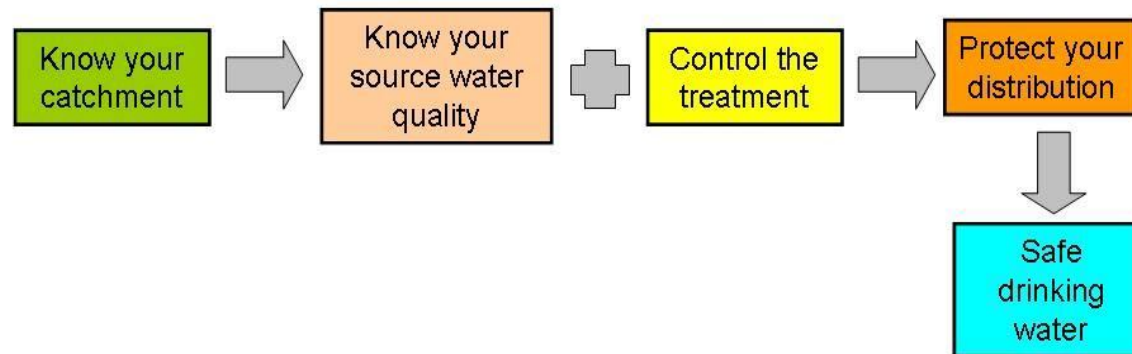 Know your
catchment
Know your
source water
quality
Control the
treatment
Protect your
distribution
Safe
drinking
water